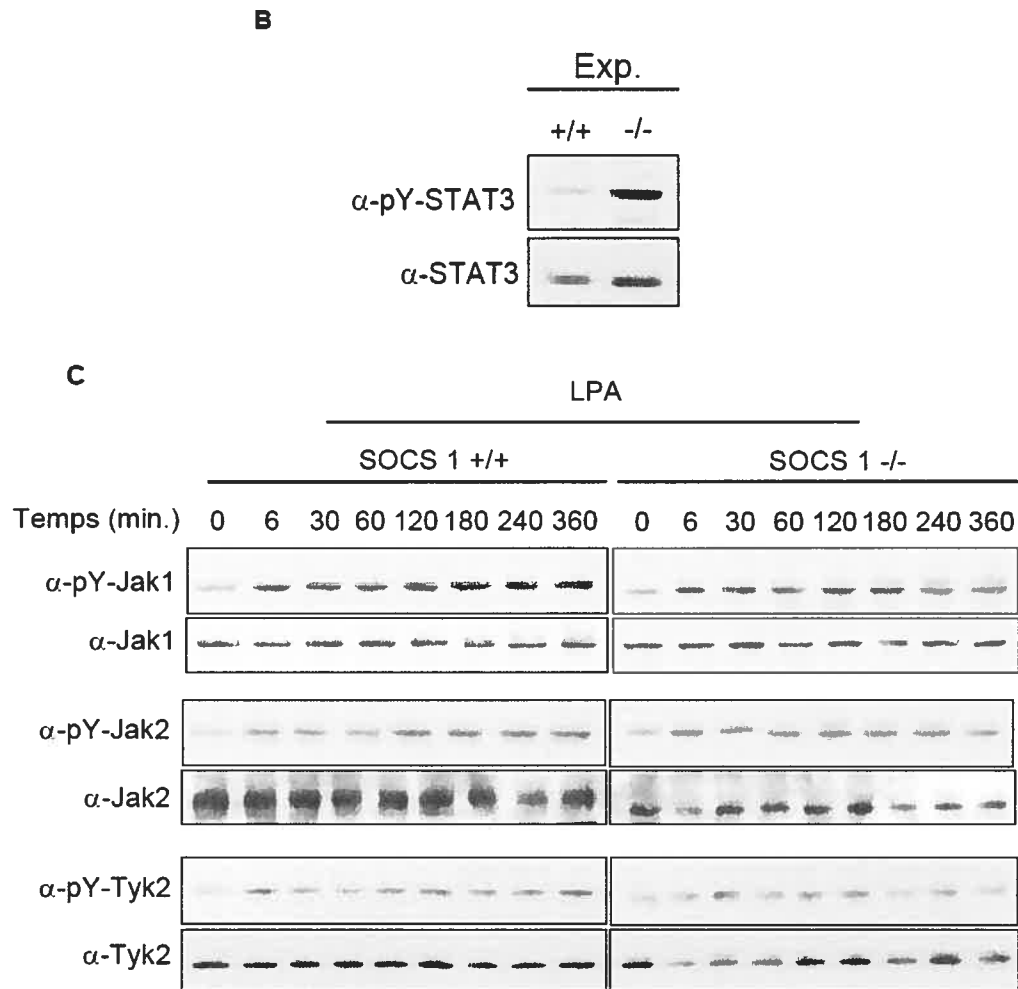 B
Exp.
+/+ -/-
α-pY-STAT3
α-STAT3
C
LPA
SOCS 1 +/+ SOCS 1 -/-
Temps (min.) 0 6 30 60 120 180 240 360 0 6 30 60 120 180 240 360
α-pY-Jak1
α-Jak1
α-pY-Jak2
α-Jak2
α-pY-Tyk2
α-Tyk2